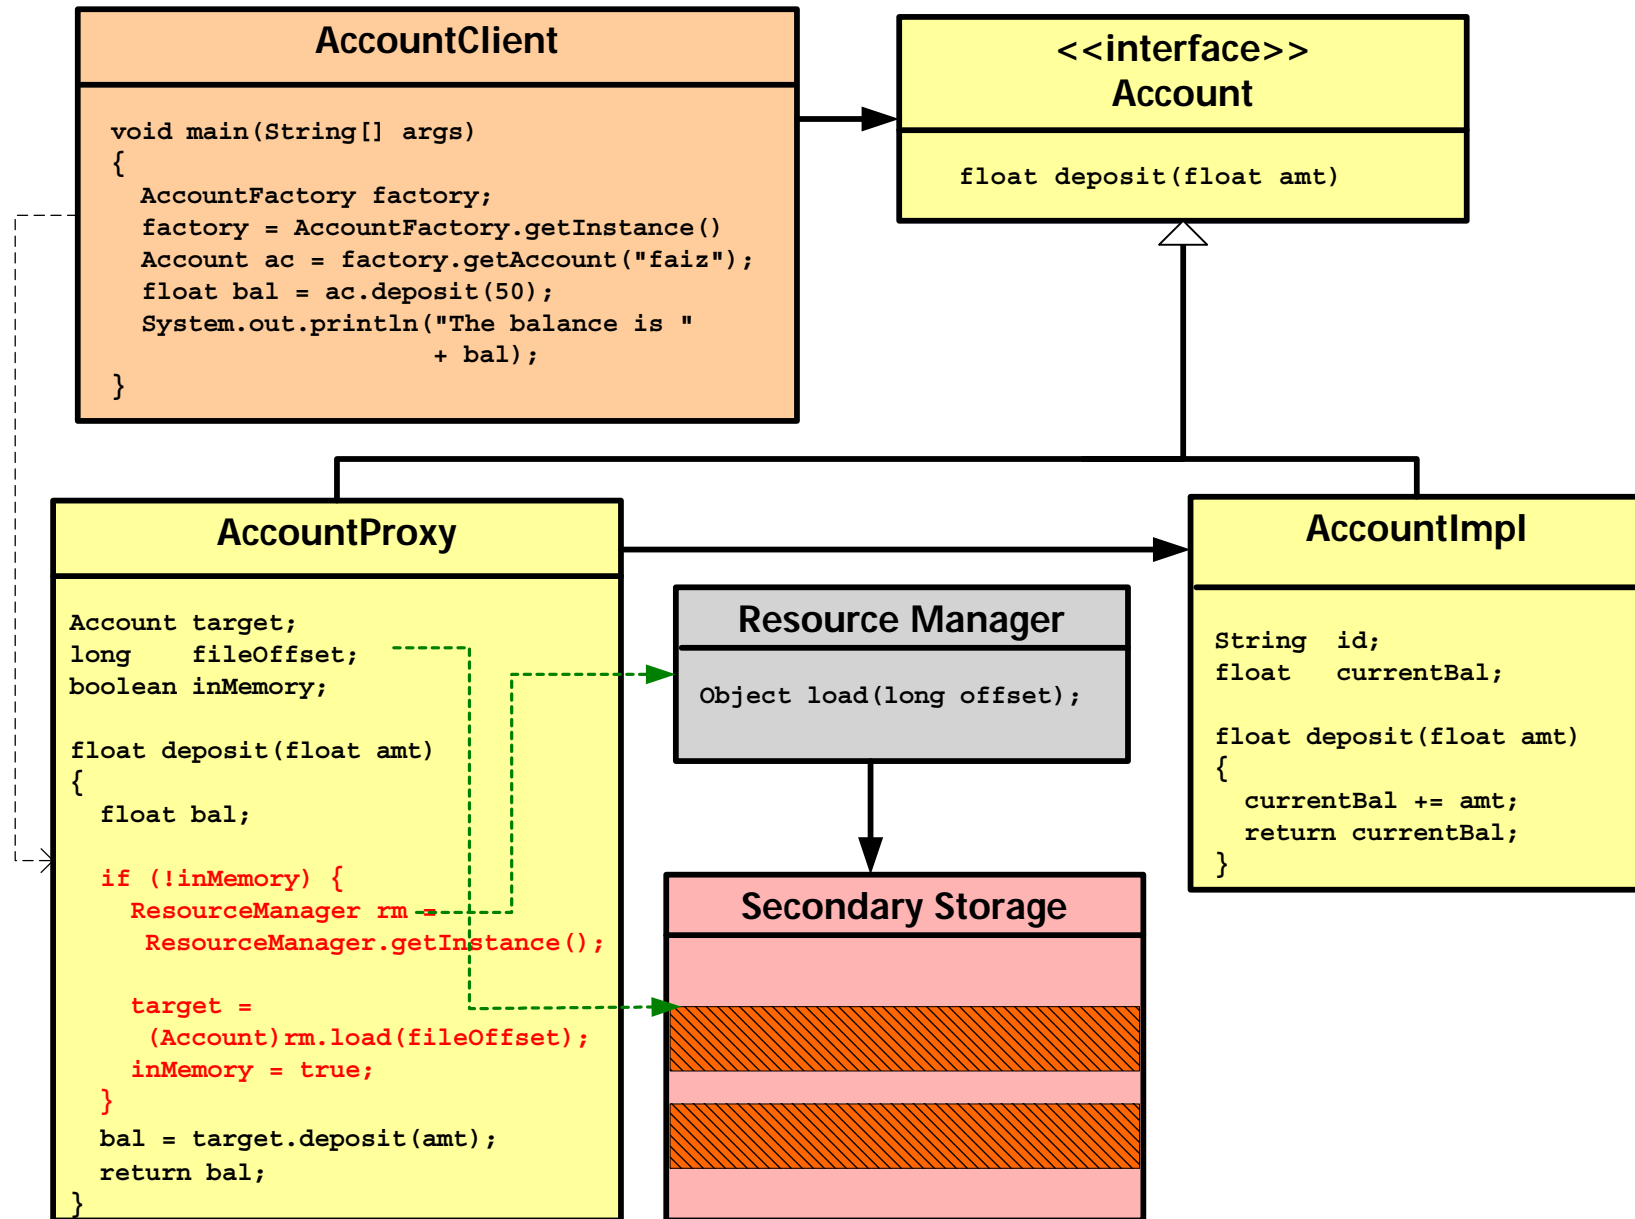 AccountClient
void main(String[] args)
{
AccountFactory factory;
factory = AccountFactory.getInstance()
Account ac = factory.getAccount("faiz");
float bal = ac.deposit(50);
System.out.println("The balance is "
+ bal);
}
<<interface>>
Account
float deposit(float amt)
AccountProxy
Account target;
long fileOffset;
boolean inMemory;
float deposit(float amt)
{
float bal;
if (!inMemory) {
ResourceManager rm =
ResourceManager.getInstance();
target =
(Account)rm.load(fileOffset);
inMemory = true;
}
bal = target.deposit(amt);
return bal;
}
Resource Manager
Object load(long offset);
Secondary Storage
AccountImpl
String id;
float currentBal;
float deposit(float amt)
{
currentBal += amt;
return currentBal;
}